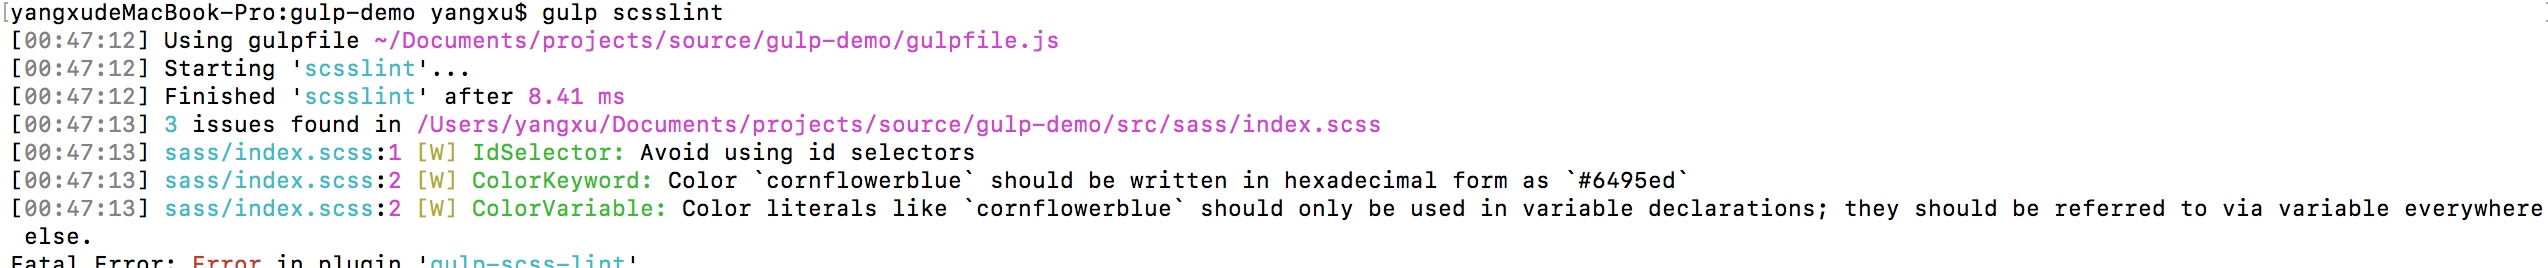 yangxudeMacBook-Pro:gulp-demo yangxu$ gulp scsslint
[00:47:12] Using gulpfile ~/Documents/projects/source/gulp-demo/gulpfile.js
[00:47:12] Starting 'scsslint'...
[00:47:12] Finished 'scsslint' after 8.41 ms
[00:47:13] 3 issues found in /Users/yangxu/Documents/projects/source/gulp-demo/src/sass/index.scss
[00:47:13] sass/index.scss:1 [W] IdSelector: Avoid using id selectors
[00:47:13] sass/index.scss:2 [W] ColorKeyword: Color `cornflowerblue` should be written in hexadecimal form as `#6495ed`
[00:47:13] sass/index.scss:2 [W] ColorVariable: Color literals like `cornflowerblue` should only be used in variable declarations; they should be referred to via variable everywhere
else.
Fatal Error: Error in plugin 'gulp-scss-lint'